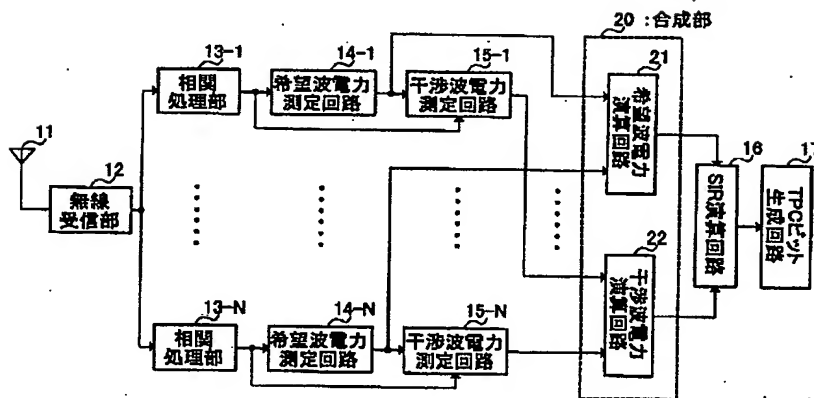 20 :合成部
13-1
相関
処理部
14-1
希望波電力
測定回路
15-1
干渉波電力
測定回路
21
希望波電力
演算回路
11
12
無線
受信部
16
SIR演算回路
17
TPCビット
生成回路
22
干渉波電力
演算回路
13-N
相関
処理部
14-N
希望波電力
測定回路
15-N
干渉波電力
測定回路